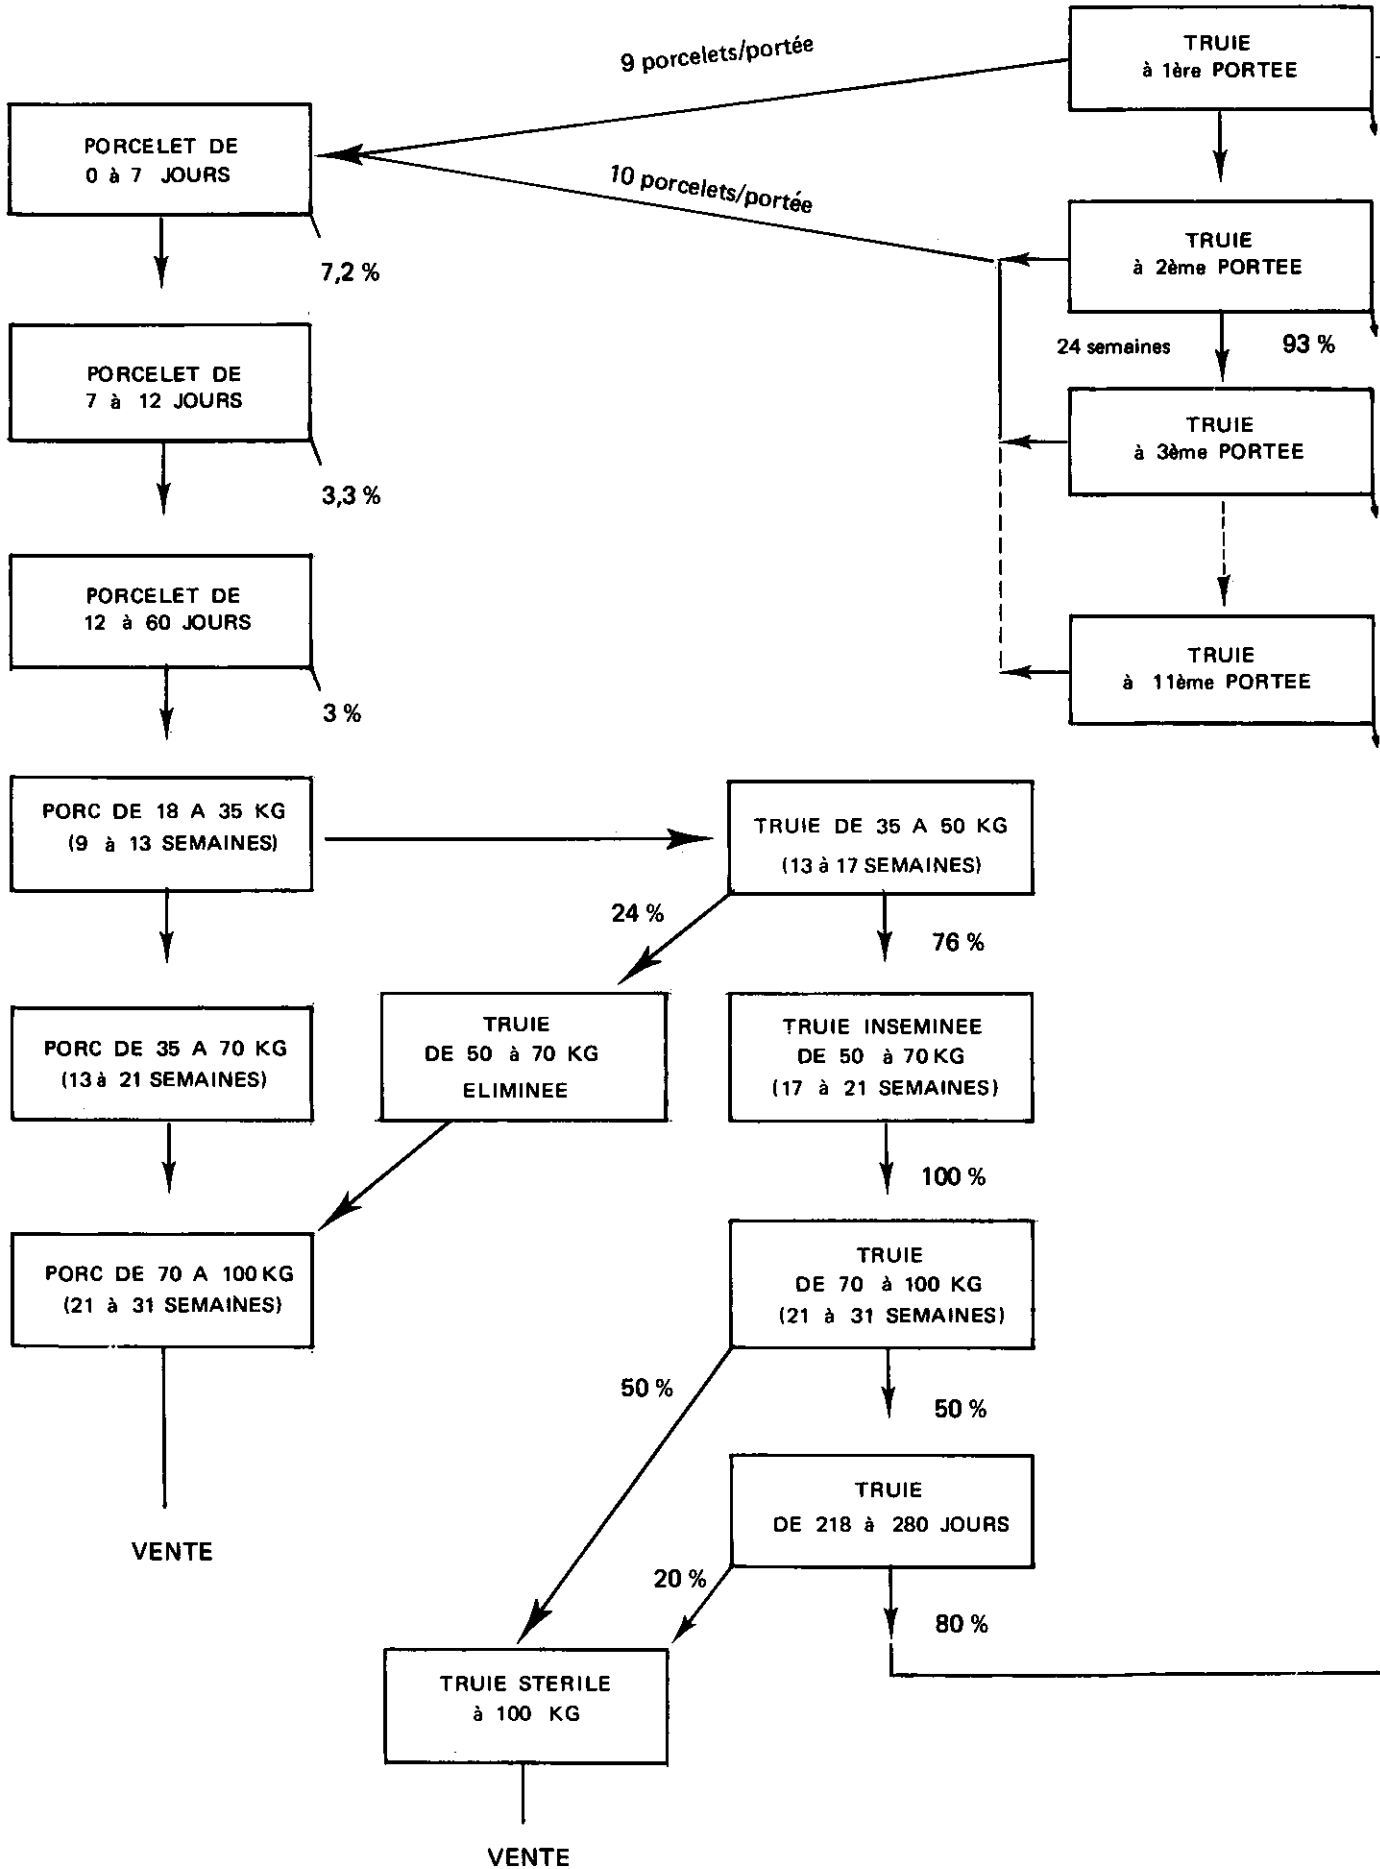 9 porcelets/portée
TRUIE
à 1ère PORTEE
PORCELET DE
0 à 7 JOURS
10 porcelets/portée
7,2 %
TRUIE
à 2ème PORTEE
24 semaines
93 %
PORCELET DE
7 à 12 JOURS
3,3 %
TRUIE
à 3ème PORTEE
PORCELET DE
12 à 60 JOURS
3 %
TRUIE
à 11ème PORTEE
PORC DE 18 A 35 KG
(9 à 13 SEMAINES)
TRUIE DE 35 A 50 KG
(13 à 17 SEMAINES)
24 %
76 %
PORC DE 35 A 70 KG
(13 à 21 SEMAINES)
TRUIE
DE 50 à 70 KG
ELIMINEE
TRUIE INSEMINEE
DE 50 à 70 KG
(17 à 21 SEMAINES)
100 %
PORC DE 70 A 100 KG
(21 à 31 SEMAINES)
TRUIE
DE 70 à 100 KG
(21 à 31 SEMAINES)
50 %
50 %
VENTE
TRUIE
DE 218 à 280 JOURS
20 %
80 %
TRUIE STERILE
à 100 KG
VENTE